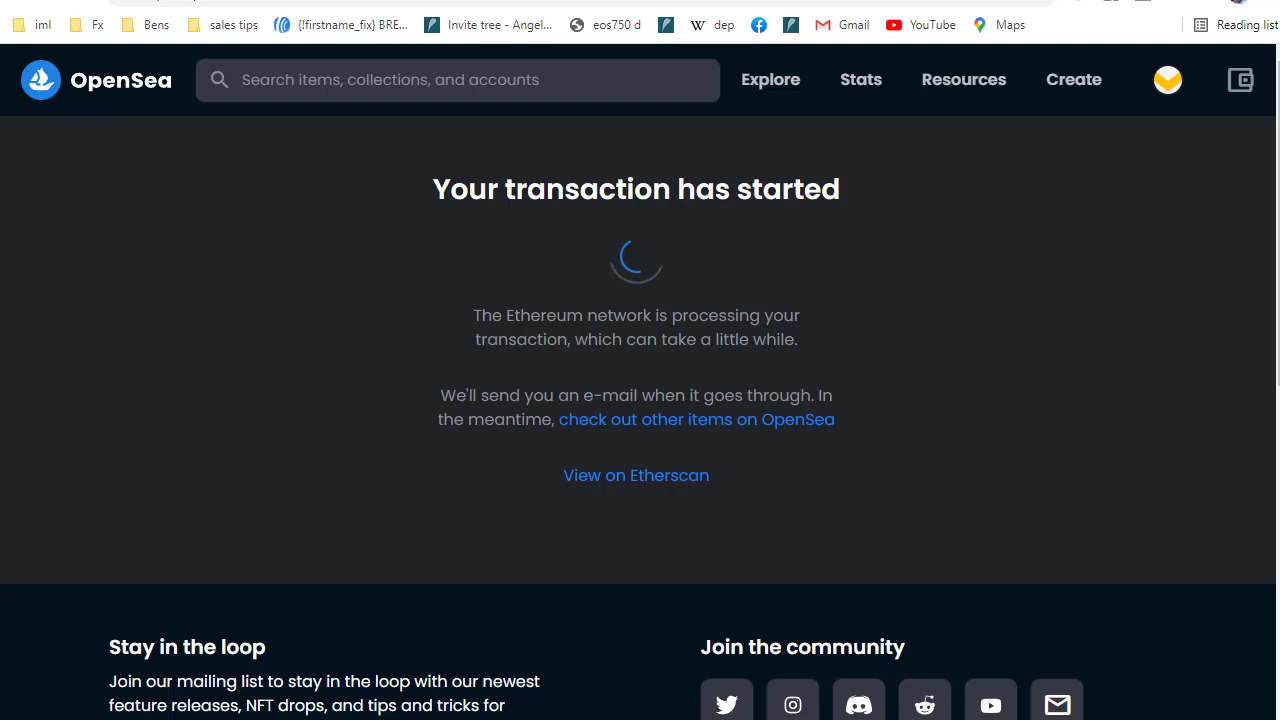 iml Fx Bens sales tips {!firstname_fix} BRE... Invite tree - Angel... eos750 d dep Gmail YouTube Maps Reading list
OpenSea Search items, collections, and accounts Explore Stats Resources Create
Your transaction has started
The Ethereum network is processing your
transaction, which can take a little while.
We'll send you an e-mail when it goes through. In
the meantime, check out other items on OpenSea
View on Etherscan
Stay in the loop
Join our mailing list to stay in the loop with our newest
feature releases, NFT drops, and tips and tricks for
Join the community